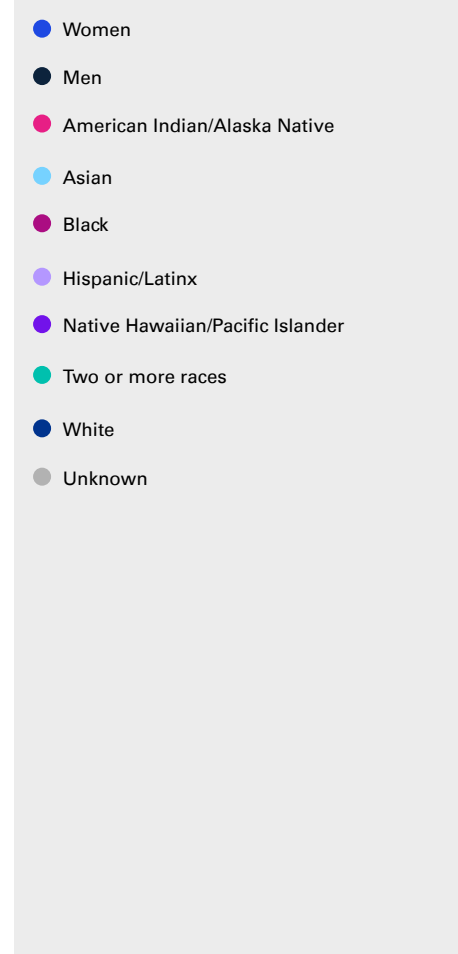 Women
Men
American Indian/Alaska Native
Asian
Black
Hispanic/Latinx
Native Hawaiian/Pacific Islander
Two or more races
White
Unknown